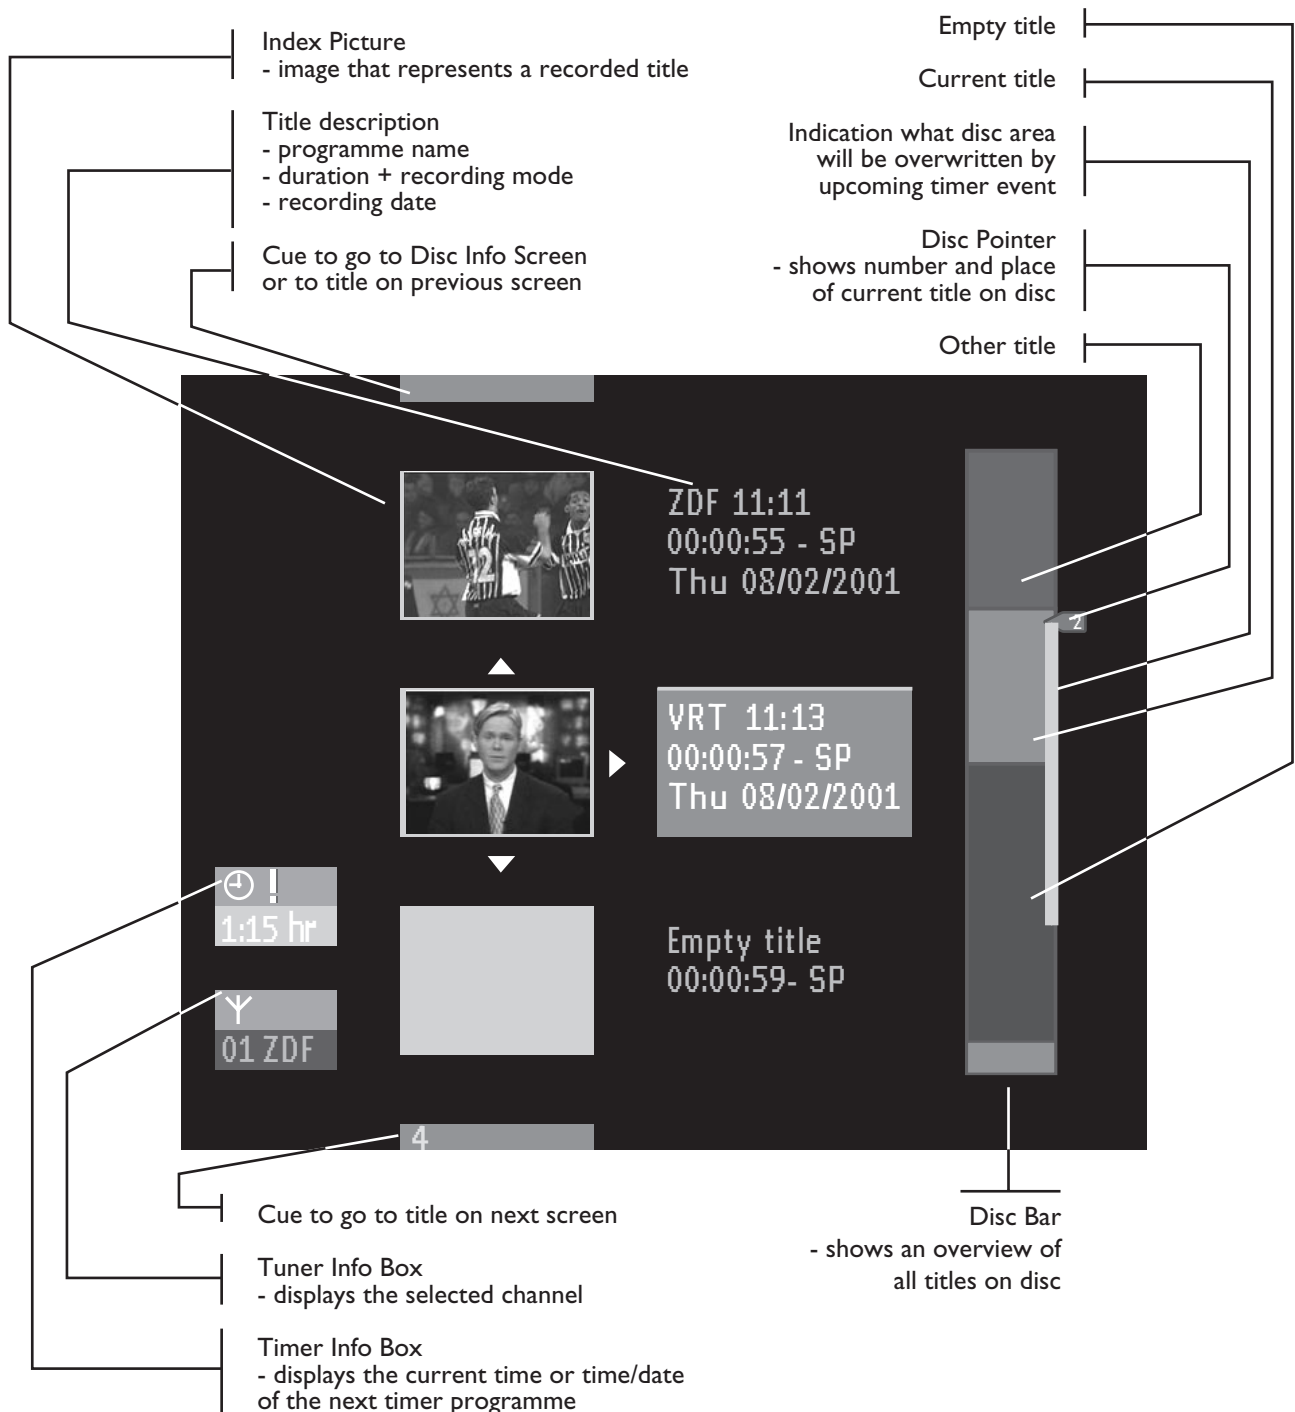 Index Picture
- image that represents a recorded title
Title description
- programme name
- duration + recording mode
- recording date
Cue to go to Disc Info Screen
or to title on previous screen
Empty title
Current title
Indication what disc area
will be overwritten by
upcoming timer event
Disc Pointer
- shows number and place
of current title on disc
Other title
12
ZDF 11:11
00:00:55 - SP
Thu 08/02/2001
2
VRT 11:13
00:00:57 - SP
Thu 08/02/2001
!
1:15 hr
Empty title
00:00:59- SP
01 ZDF
4
Cue to go to title on next screen
Tuner Info Box
- displays the selected channel
Timer Info Box
- displays the current time or time/date
of the next timer programme
Disc Bar
- shows an overview of
all titles on disc